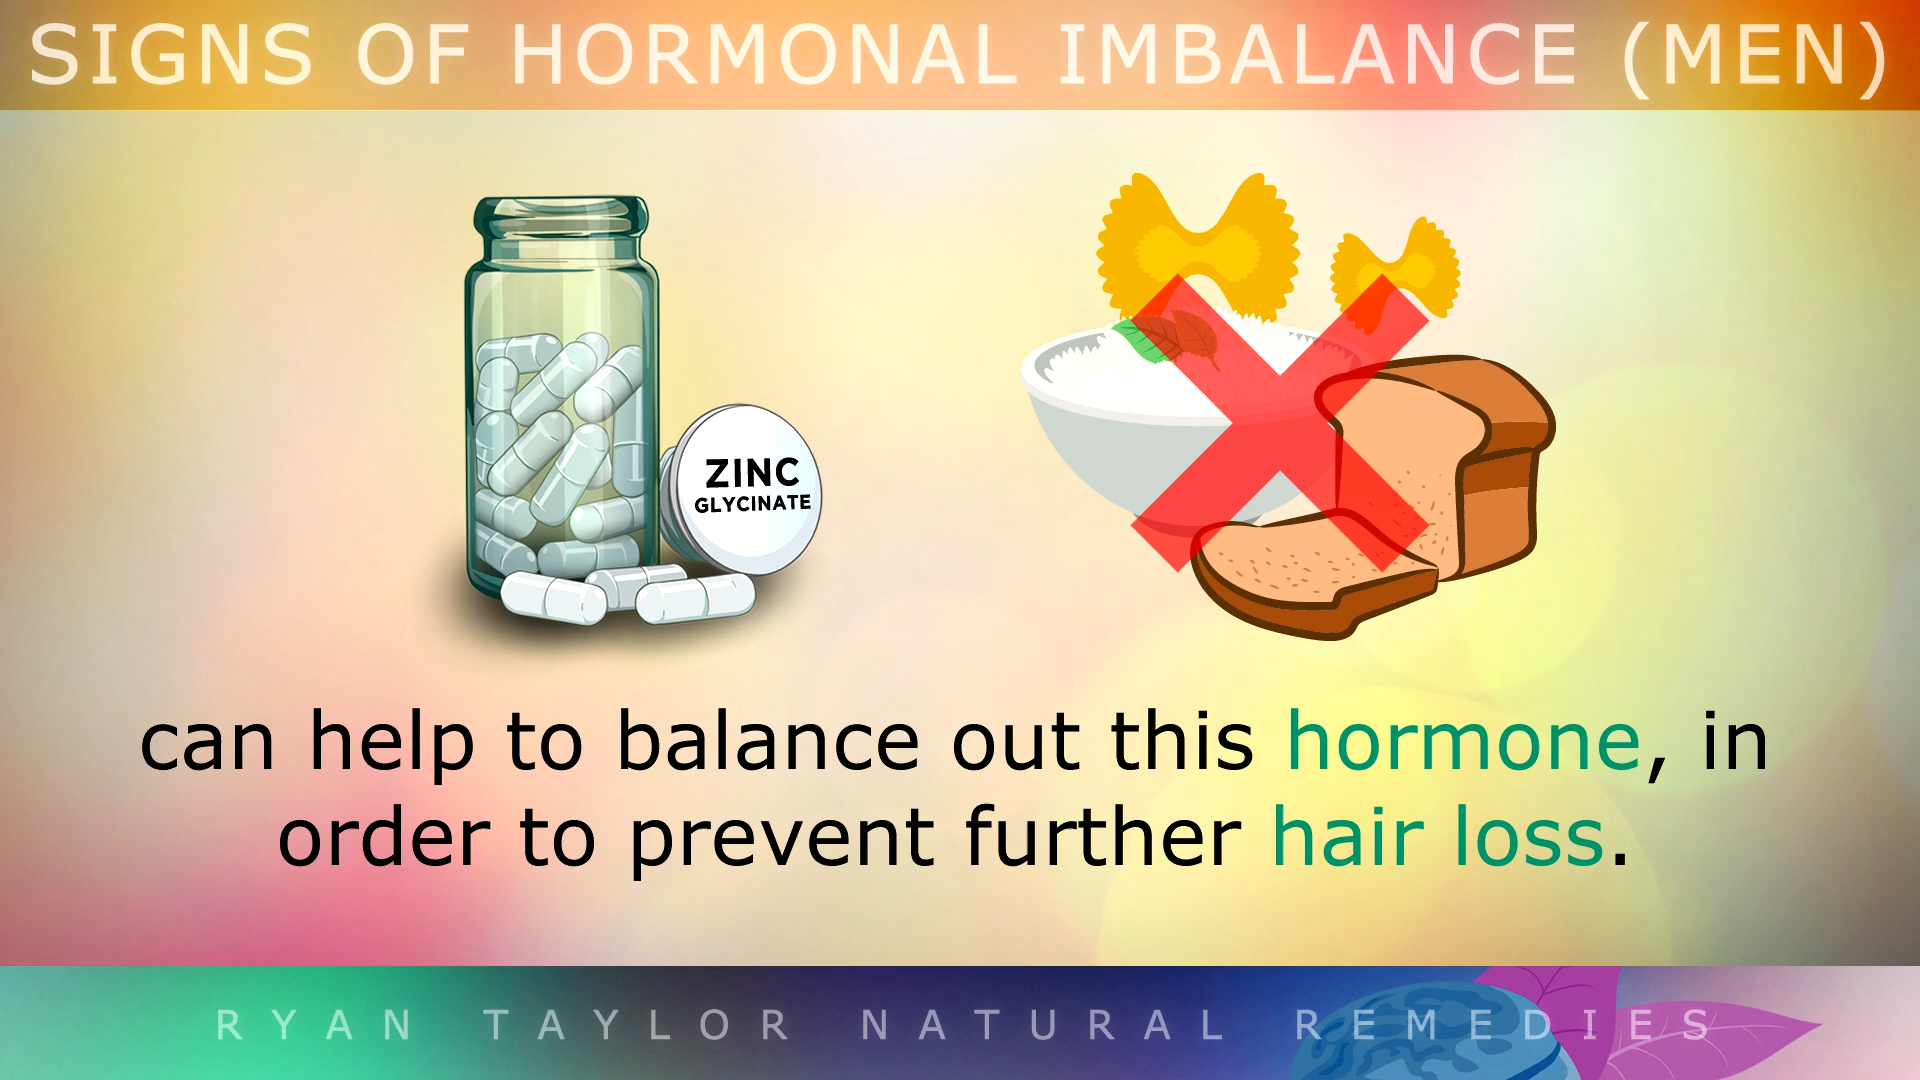 SIGNS OF HORMONAL IMBALANCE (MEN)
ZINC
GLYCINATE
can help to balance out this hormone, in
order to prevent further hair loss.
RYAN TAYLOR NATURAL REMEDIES